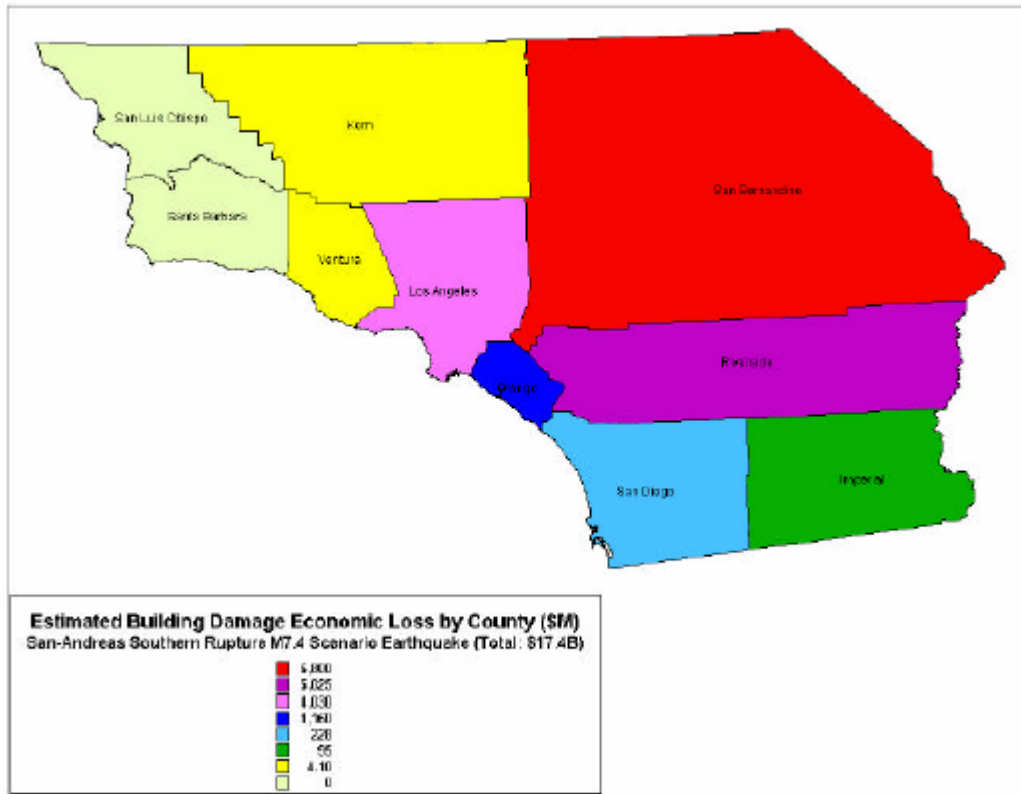 San Luis Obispo
Kern
San Bernardino
Santa Barbara
Ventura
Los Angeles
Riverside
Orange
San Diego
Imperial
Estimated Building Damage Economic Loss by County ($M)
San-Andreas Southern Rupture M7.4 Scenario Earthquake (Total: $17.4B)
6,800
5,025
4,030
1,160
228
95
4.10
0